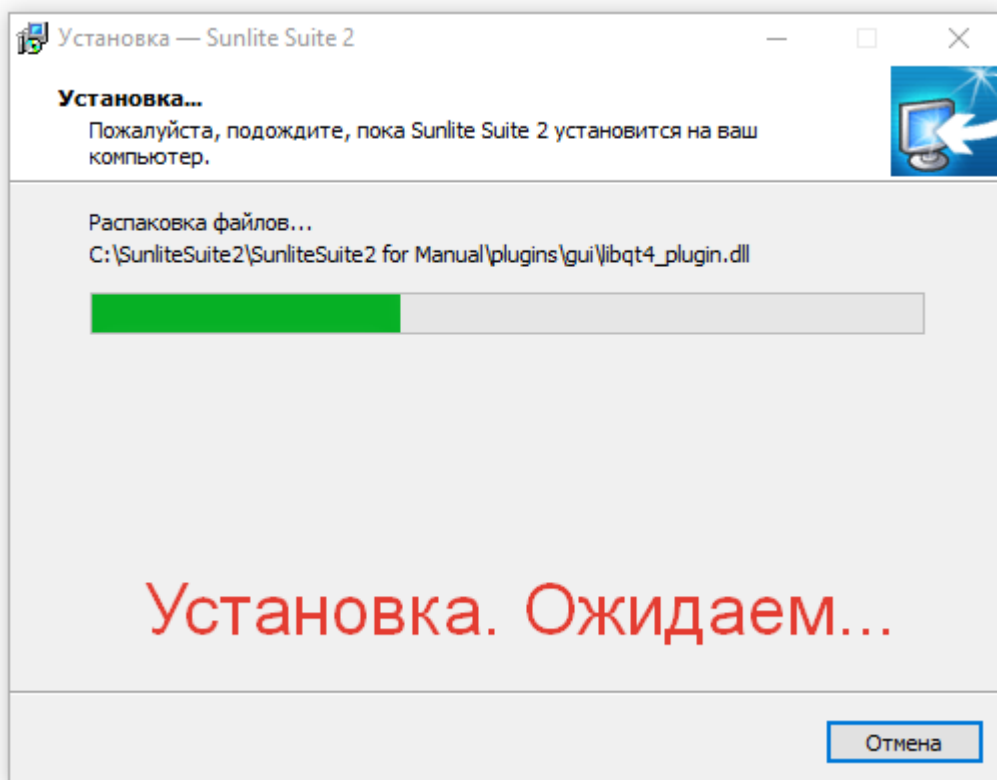 Установка — Sunlite Suite 2
Установка...
Пожалуйста, подождите, пока Sunlite Suite 2 установится на ваш
компьютер.
Распаковка файлов...
C:\SunliteSuite2\SunliteSuite2 for Manual\plugins\gui\libqt4_plugin.dll
Установка. Ожидаем...
Отмена